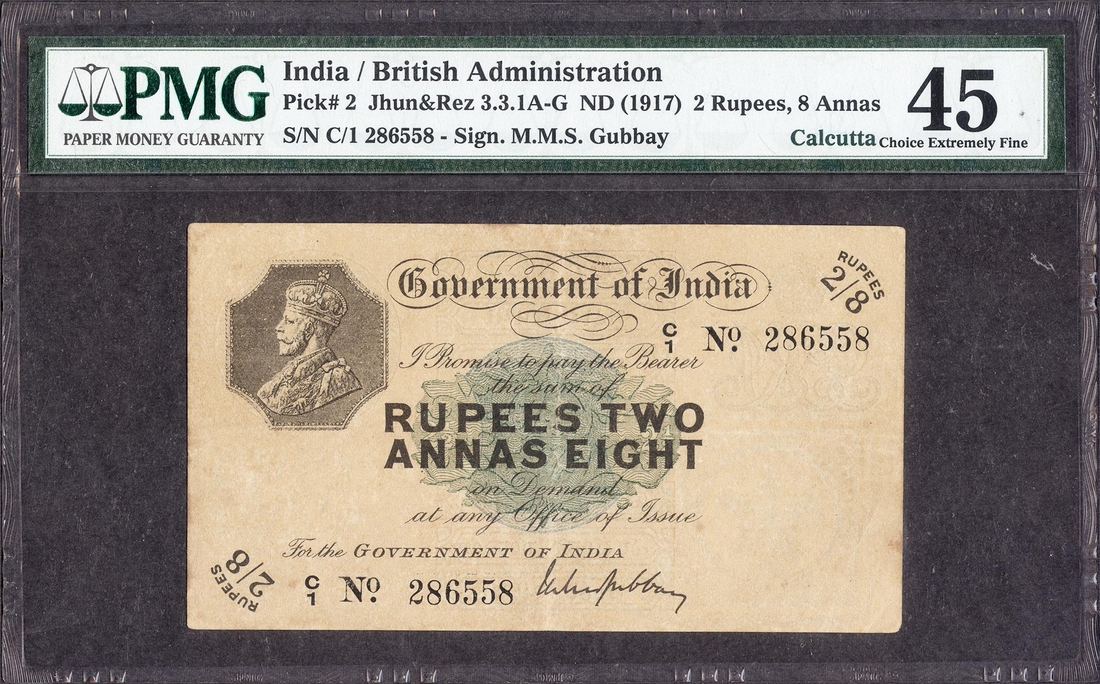 PMG
PAPER MONEY GUARANTY
India / British Administration
Pick# 2 Jhun&Rez 3.3.1A-G ND (1917) 2 Rupees, 8 Annas
S/N C/1 286558 - Sign. M.M.S. Gubbay
Calcutta
45
Choice Extremely Fine
Government of India
RUPEES
2/8
C/1 No. 286558
I Promise to pay the Bearer
the sum of
RUPEES TWO
ANNAS EIGHT
on Demand
at any Office of Issue
For the GOVERNMENT OF INDIA
RUPEES
2/8
C/1 No. 286558